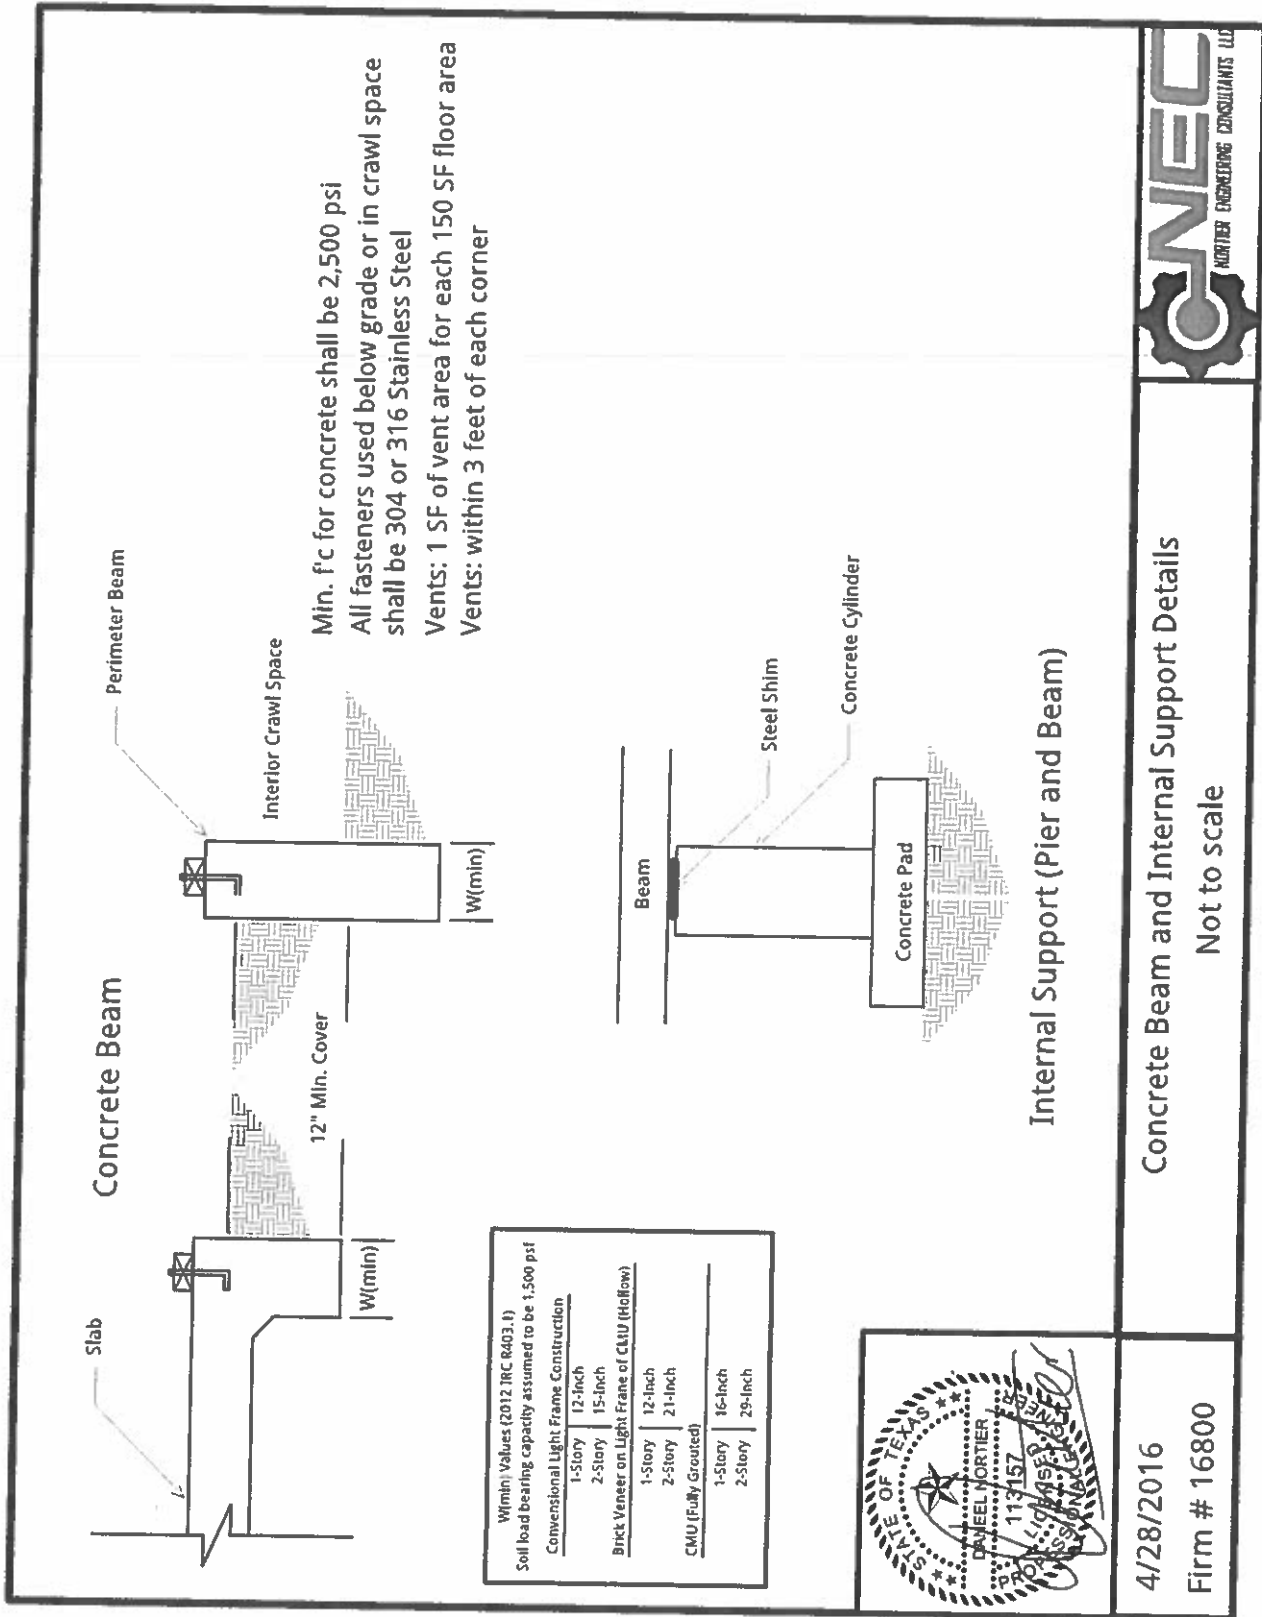 Concrete Beam
Slab
Perimeter Beam
Interior Crawl Space
12" Min. Cover
W(min)
W(min)
Min. f'c for concrete shall be 2,500 psi
All fasteners used below grade or in crawl space
shall be 304 or 316 Stainless Steel
Vents: 1 SF of vent area for each 150 SF floor area
Vents: within 3 feet of each corner
W(min) Values (2012 IRC R403.1)
Soil load bearing capacity assumed to be 1,500 psf
Convensional Light Frame Construction
1-Story 12-Inch
2-Story 15-Inch
Brick Veneer on Light Frane of CMU (Hollow)
1-Story 12-Inch
2-Story 21-Inch
CMU (Fully Grouted)
1-Story 16-Inch
2-Story 29-Inch
Beam
Steel Shim
Concrete Cylinder
Concrete Pad
Internal Support (Pier and Beam)
STATE OF TEXAS
DANEEL NORTIER
113157
LICENSED
PROFESSIONAL ENGINEER
4/28/2016
Firm # 16800
Concrete Beam and Internal Support Details
Not to scale
NEC
NORTIER ENGINEERING CONSULTANTS LLC